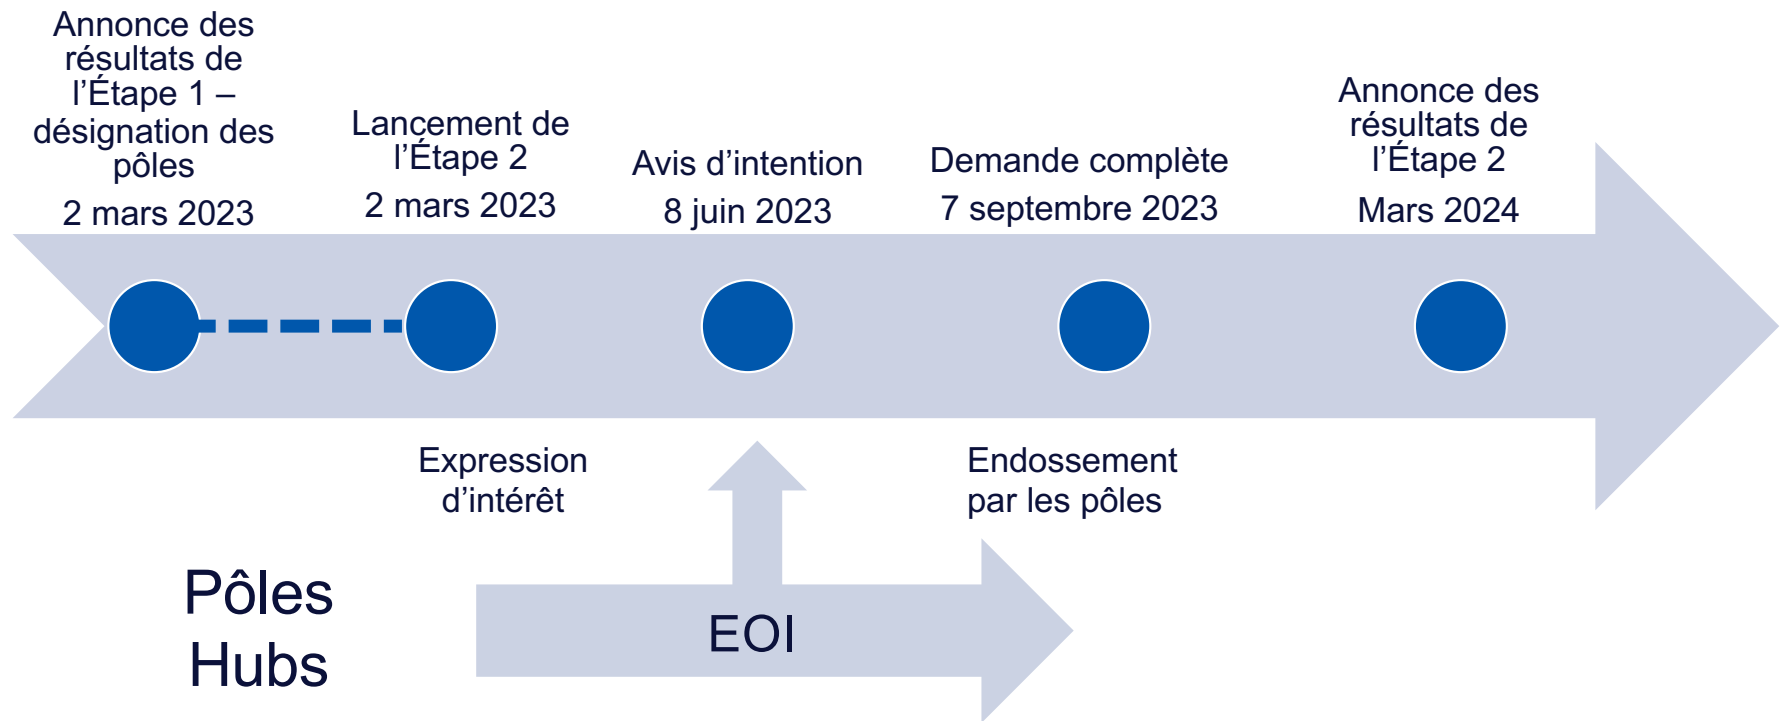 Annonce des
résultats de
l’Étape 1 –
désignation des
pôles
2 mars 2023
Lancement de
l’Étape 2
2 mars 2023
Avis d’intention
8 juin 2023
Demande complète
7 septembre 2023
Annonce des
résultats de
l’Étape 2
Mars 2024
Expression
d’intérêt
Endossement
par les pôles
Pôles
Hubs
EOI